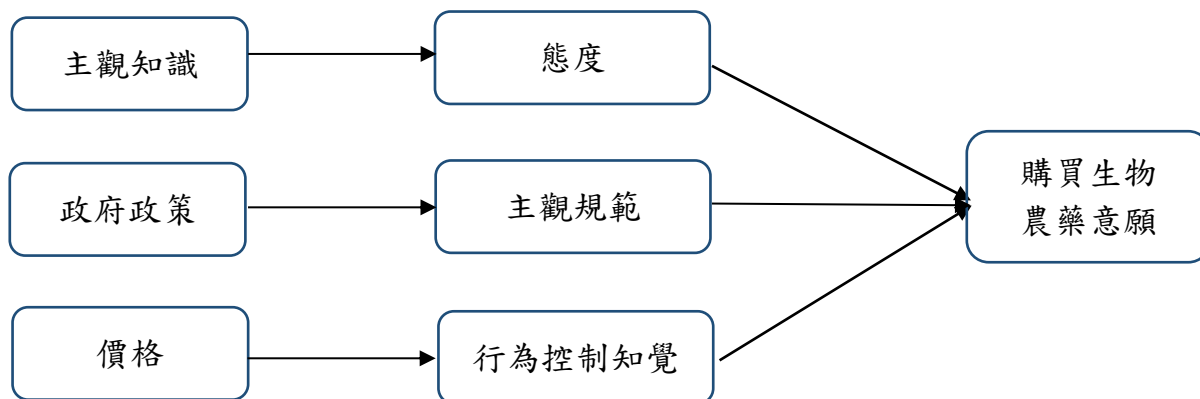 主觀知識
態度
政府政策
主觀規範
購買生物
農藥意願
價格
行為控制知覺